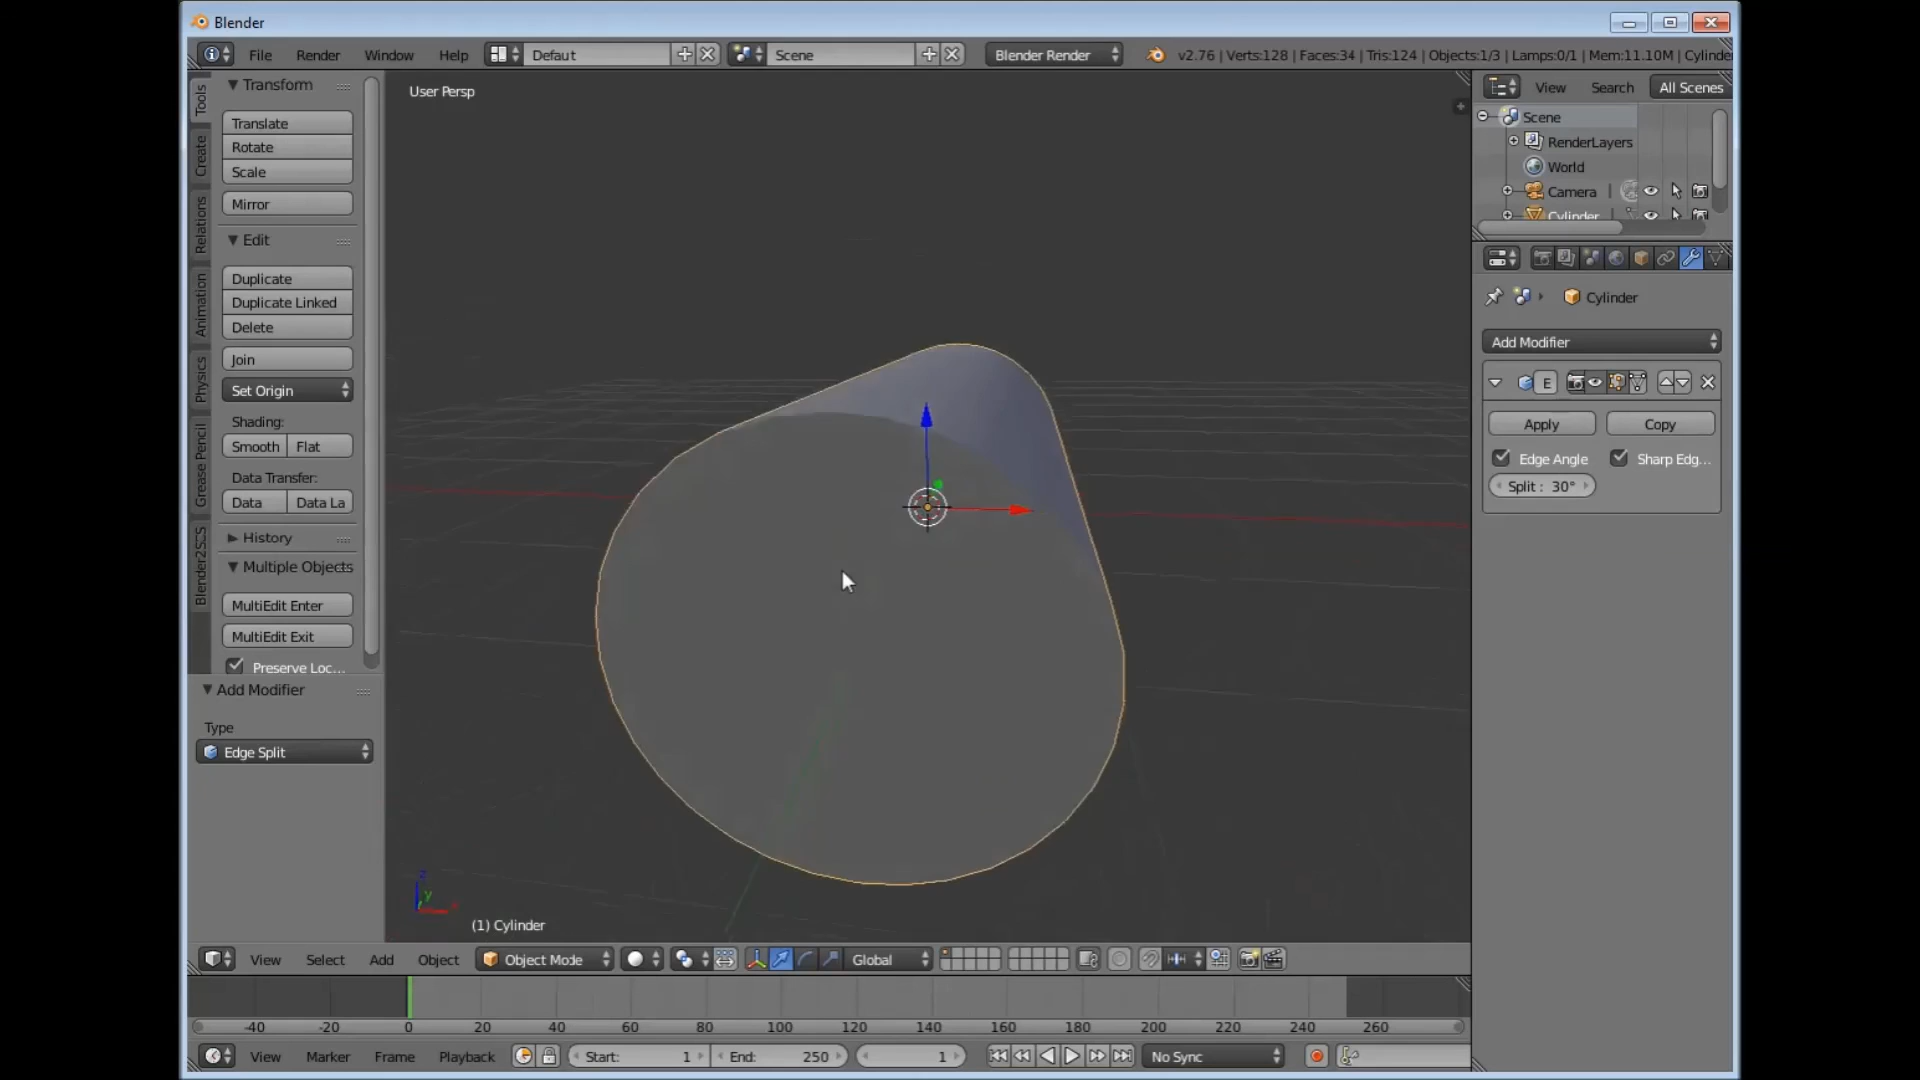 Blender
File Render Window Help Defaut Scene Blender Render v2.76 | Verts:128 | Faces:34 | Tris:124 | Objects:1/3 | Lamps:0/1 | Mem:11.10M | Cylinde
Tools
Create
Relations
Animation
Physics
Grease Pencil
Blender2SCS
Transform
Translate
Rotate
Scale
Mirror
Edit
Duplicate
Duplicate Linked
Delete
Join
Set Origin
Shading:
Smooth Flat
Data Transfer:
Data Data La
History
Multiple Objects
MultiEdit Enter
MultiEdit Exit
Preserve Loc...
Add Modifier
Type
Edge Split
User Persp
(1) Cylinder
View Search All Scenes
Scene
RenderLayers
World
Camera
Cylinder
Cylinder
Add Modifier
E
Apply Copy
Edge Angle Sharp Edg...
Split: 30°
View Select Add Object Object Mode Global
-40 -20 0 20 40 60 80 100 120 140 160 180 200 220 240 260
View Marker Frame Playback Start: 1 End: 250 1 No Sync